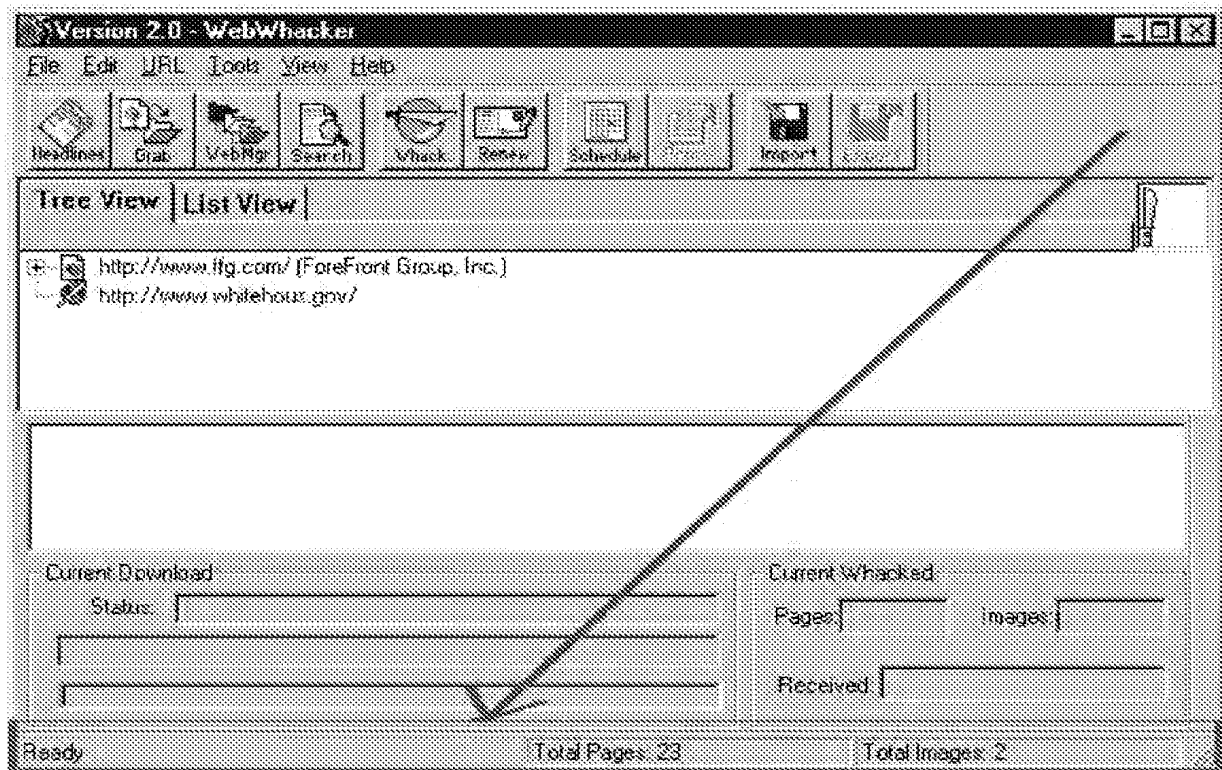 Version 2.0 - WebWhacker
File Edit URL Tools View Help
Headlines Grab WebMgr Search Whack Renew Schedule Import Export
Tree View List View
http://www.ffg.com/ (ForeFront Group, Inc.)
http://www.whitehous.gov/
Current Download
Status:
Current Whacked
Pages: Images:
Received:
Ready Total Pages: 23 Total Images: 2